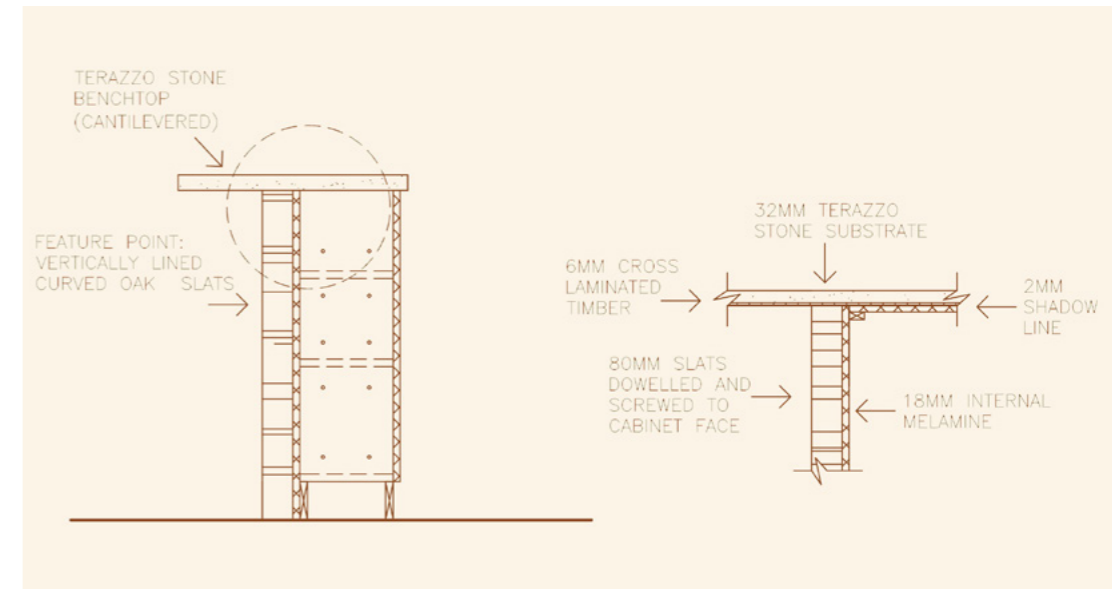 TERAZZO STONE
BENCHTOP
(CANTILEVERED)
FEATURE POINT:
VERTICALLY LINED
CURVED OAK SLATS
32MM TERAZZO
STONE SUBSTRATE
6MM CROSS
LAMINATED
TIMBER
2MM
SHADOW
LINE
80MM SLATS
DOWELLED AND
SCREWED TO
CABINET FACE
18MM INTERNAL
MELAMINE